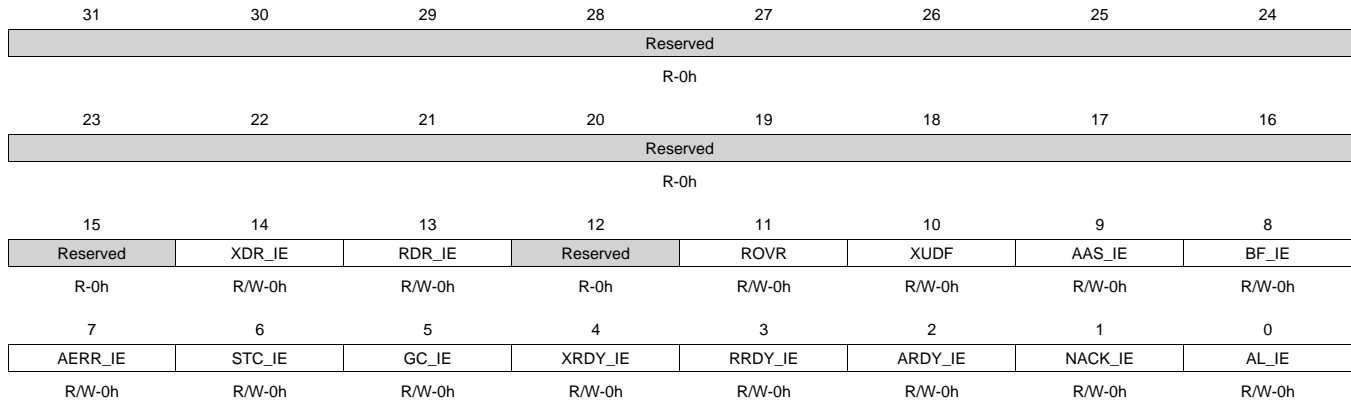 31 30 29 28 27 26 25 24
Reserved
R-0h
23 22 21 20 19 18 17 16
Reserved
R-0h
15 14 13 12 11 10 9 8
Reserved XDR_IE RDR_IE Reserved ROVR XUDF AAS_IE BF_IE
R-0h R/W-0h R/W-0h R-0h R/W-0h R/W-0h R/W-0h R/W-0h
7 6 5 4 3 2 1 0
AERR_IE STC_IE GC_IE XRDY_IE RRDY_IE ARDY_IE NACK_IE AL_IE
R/W-0h R/W-0h R/W-0h R/W-0h R/W-0h R/W-0h R/W-0h R/W-0h